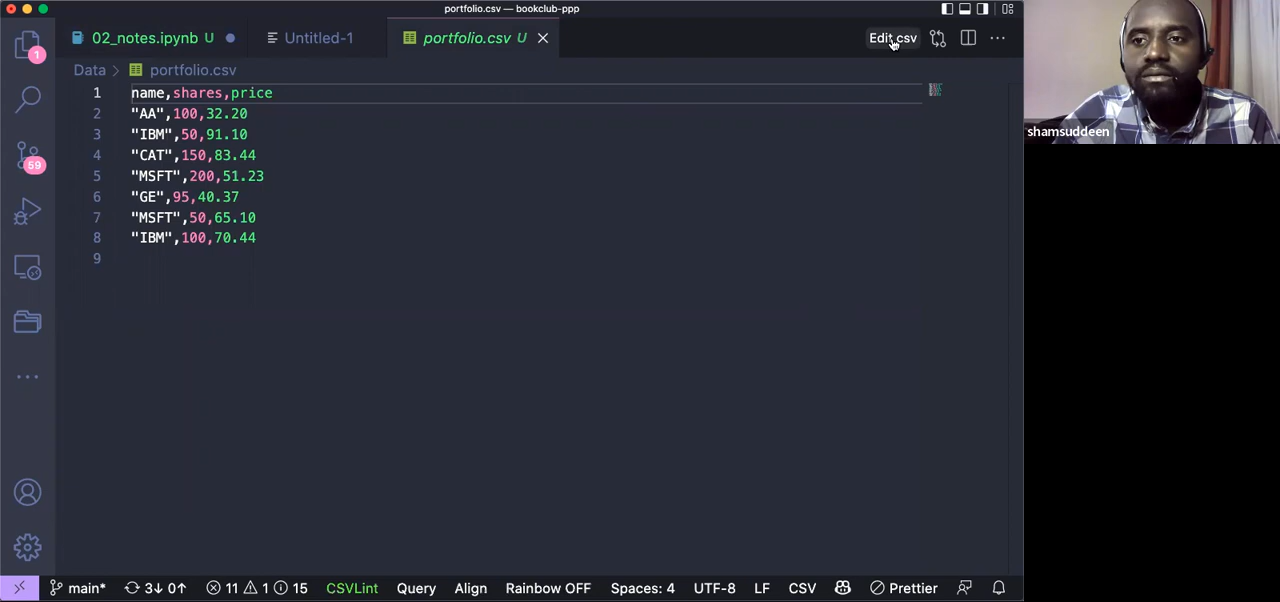 portfolio.csv — bookclub-ppp
02_notes.ipynb U
Untitled-1
portfolio.csv U
Edit csv
Data > portfolio.csv
1 name,shares,price
2 "AA",100,32.20
3 "IBM",50,91.10
4 "CAT",150,83.44
5 "MSFT",200,51.23
6 "GE",95,40.37
7 "MSFT",50,65.10
8 "IBM",100,70.44
9
1
59
shamsuddeen
main* 3↓ 0↑ 11 1 15 CSVLint Query Align Rainbow OFF Spaces: 4 UTF-8 LF CSV Prettier